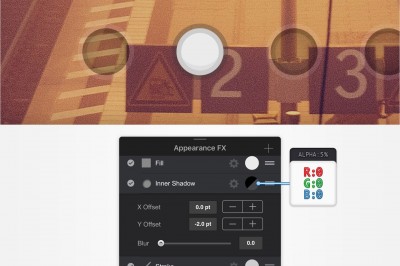 2
3
Appearance FX
Fill
Inner Shadow
X Offset
0.0 pt
Y Offset
-2.0 pt
Blur
0.0
ALPHA:5%
R:0
G:0
B:0